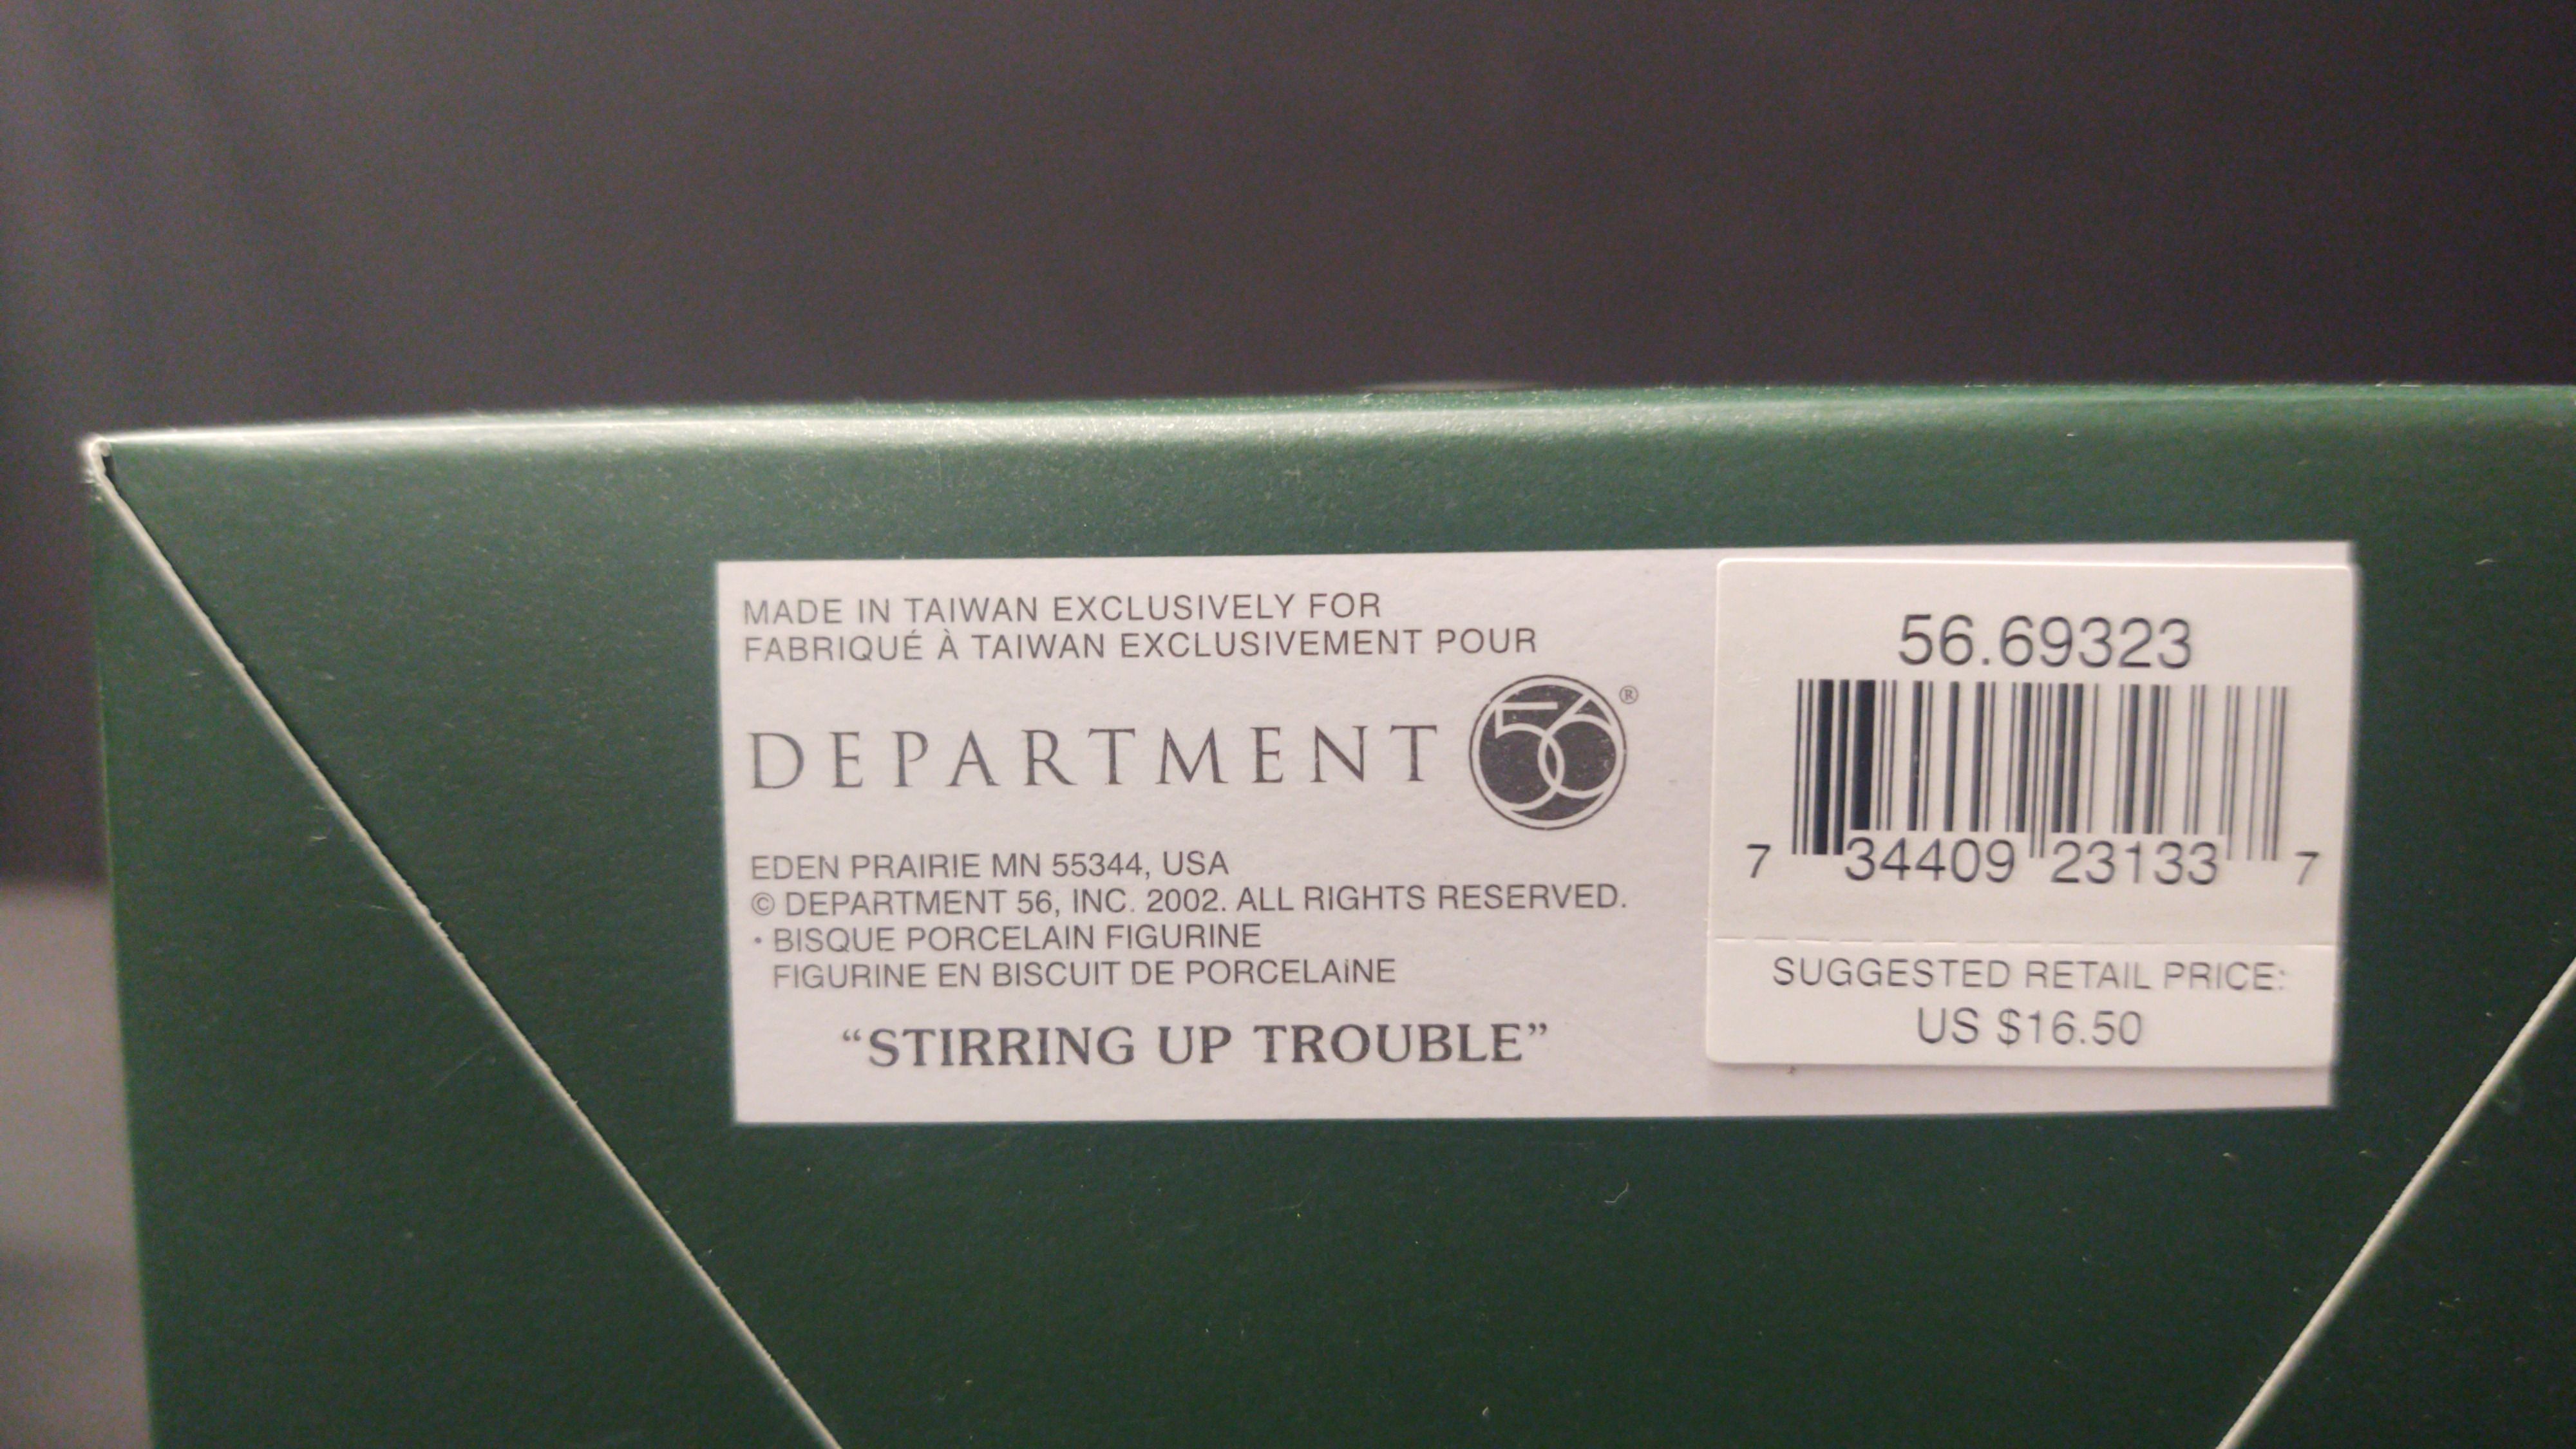 MADE IN TAIWAN EXCLUSIVELY FOR
FABRIQUÉ À TAIWAN EXCLUSIVEMENT POUR
DEPARTMENT 56®
EDEN PRAIRIE MN 55344, USA
© DEPARTMENT 56, INC. 2002. ALL RIGHTS RESERVED.
• BISQUE PORCELAIN FIGURINE
FIGURINE EN BISCUIT DE PORCELAINE
“STIRRING UP TROUBLE”
56.69323
7 34409 23133 7
SUGGESTED RETAIL PRICE:
US $16.50